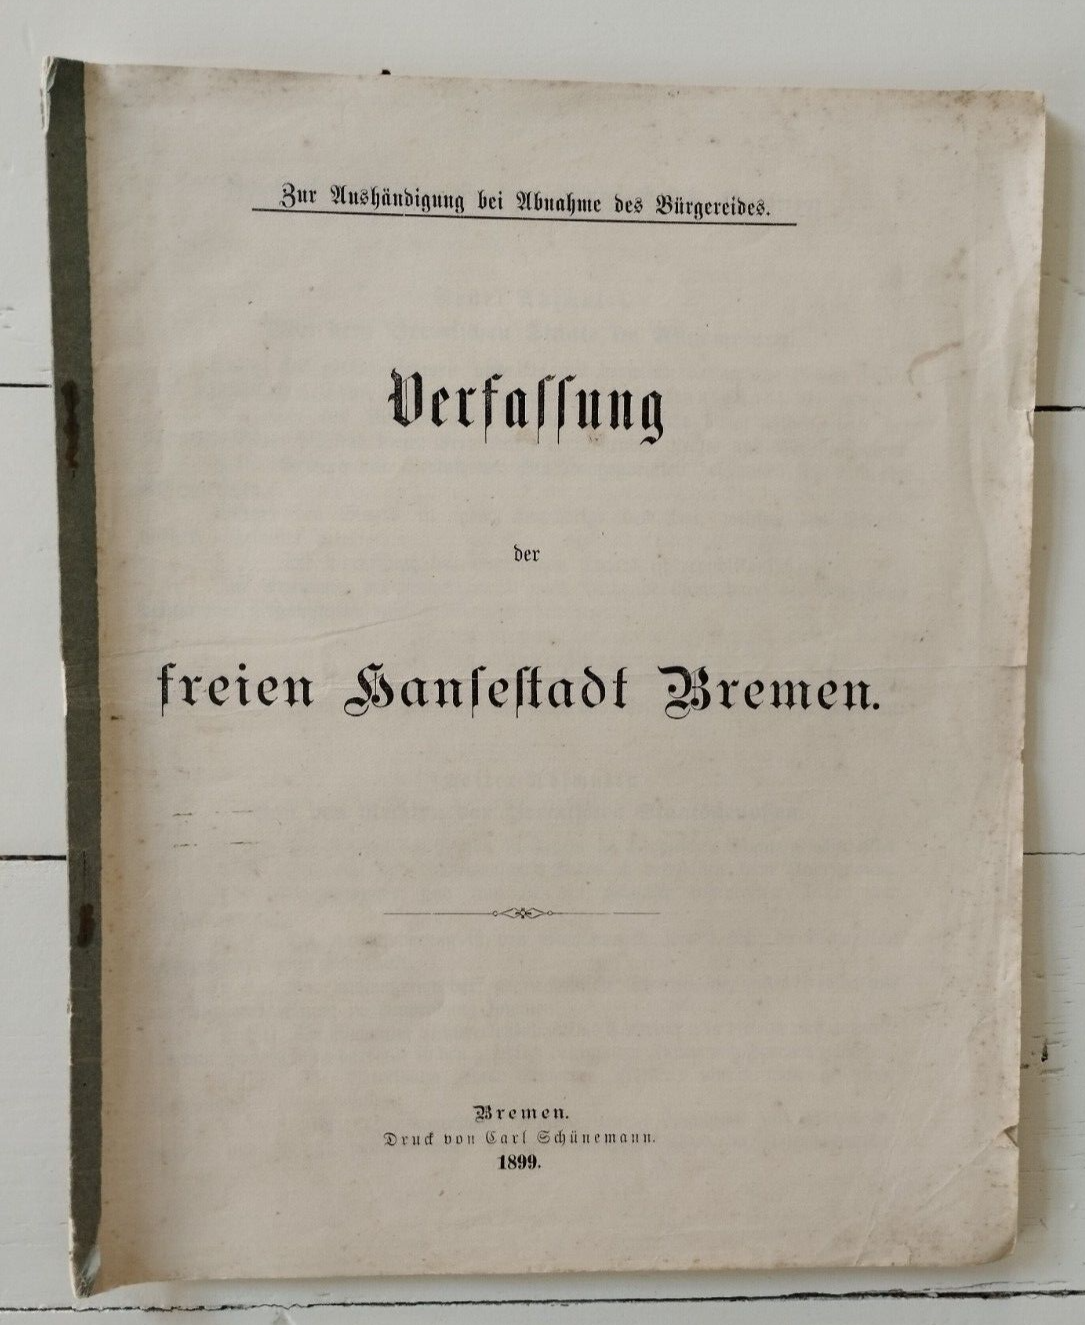 Zur Aushändigung bei Abnahme des Bürgereides.
Verfassung
der
freien Hansestadt Bremen.
Bremen.
Druck von Carl Schünemann.
1899.